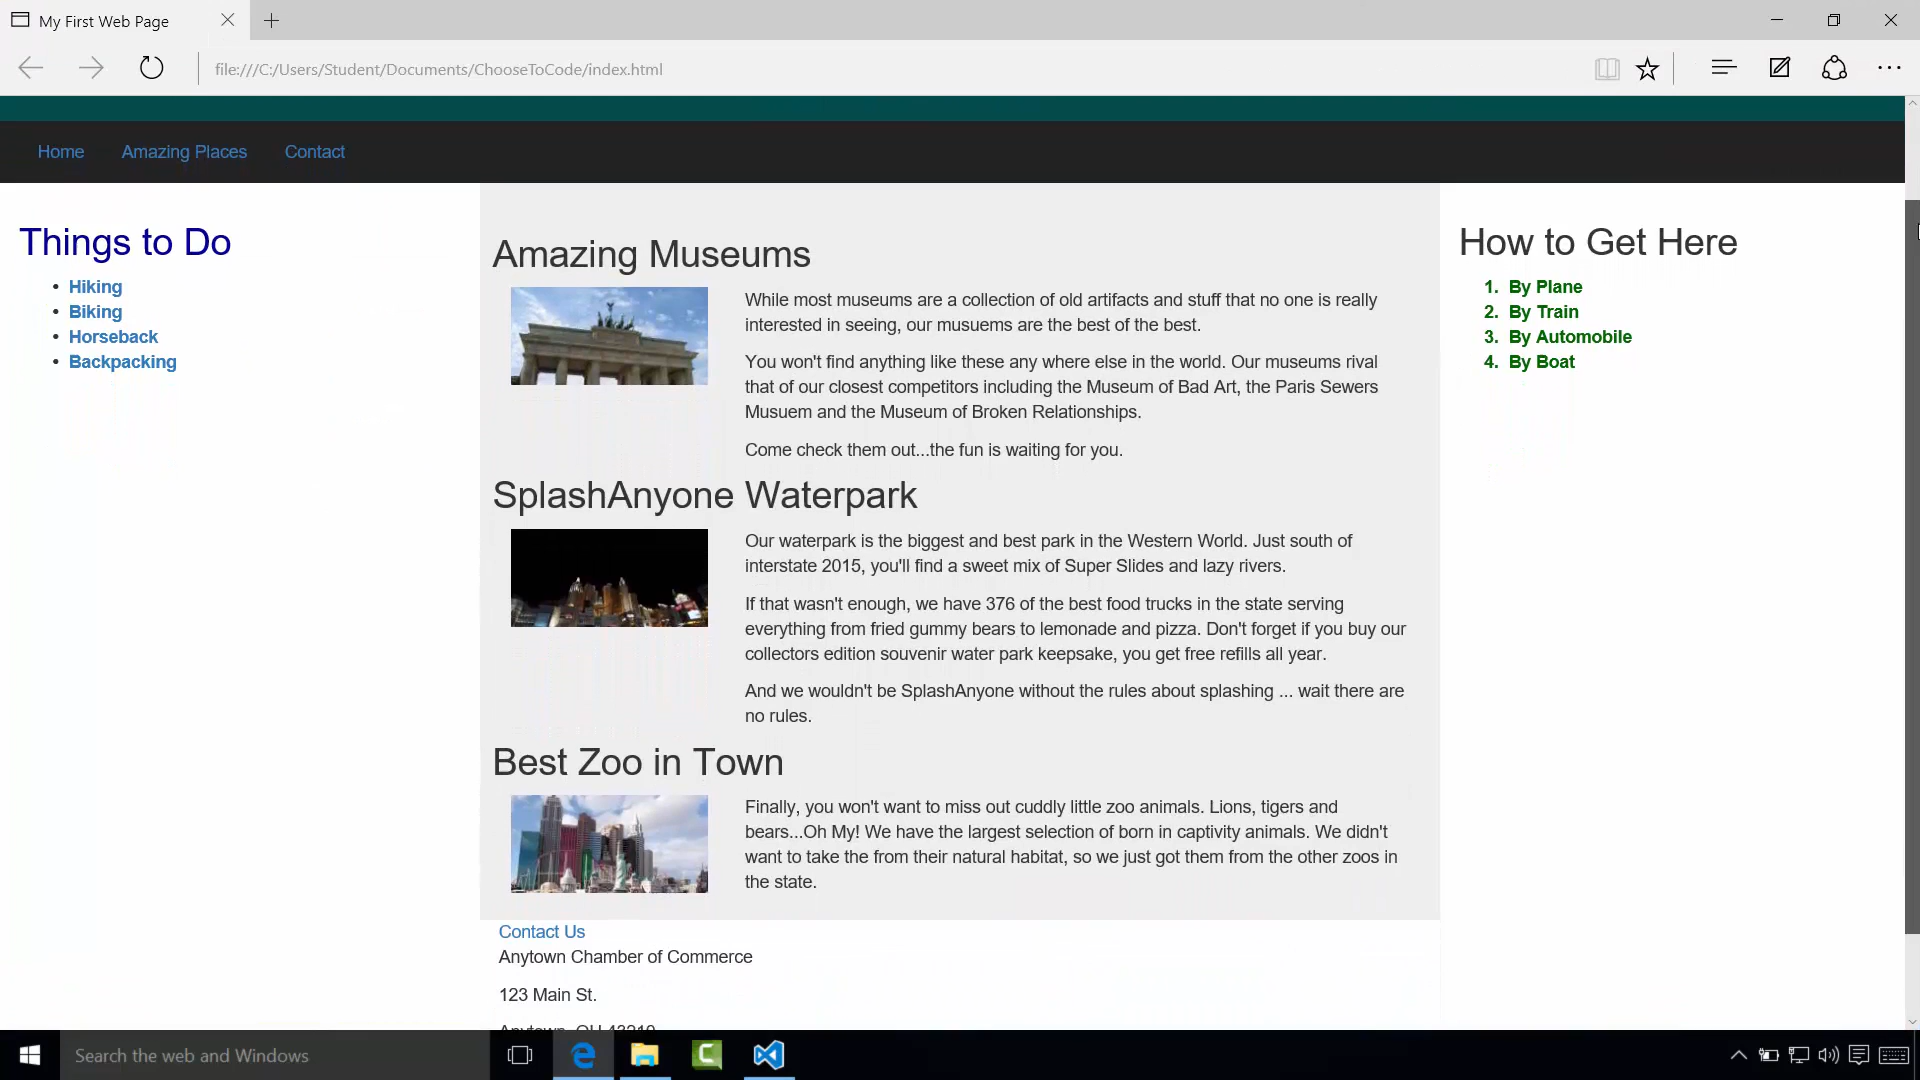 My First Web Page
file:///C:/Users/Student/Documents/ChooseToCode/index.html
Home
Amazing Places
Contact
Things to Do
• Hiking
• Biking
• Horseback
• Backpacking
Amazing Museums
While most museums are a collection of old artifacts and stuff that no one is really
interested in seeing, our musuems are the best of the best.
You won't find anything like these any where else in the world. Our museums rival
that of our closest competitors including the Museum of Bad Art, the Paris Sewers
Musuem and the Museum of Broken Relationships.
Come check them out...the fun is waiting for you.
SplashAnyone Waterpark
Our waterpark is the biggest and best park in the Western World. Just south of
interstate 2015, you'll find a sweet mix of Super Slides and lazy rivers.
If that wasn't enough, we have 376 of the best food trucks in the state serving
everything from fried gummy bears to lemonade and pizza. Don't forget if you buy our
collectors edition souvenir water park keepsake, you get free refills all year.
And we wouldn't be SplashAnyone without the rules about splashing ... wait there are
no rules.
Best Zoo in Town
Finally, you won't want to miss out cuddly little zoo animals. Lions, tigers and
bears...Oh My! We have the largest selection of born in captivity animals. We didn't
want to take the from their natural habitat, so we just got them from the other zoos in
the state.
Contact Us
Anytown Chamber of Commerce
123 Main St.
Anytown, OH 43210
How to Get Here
1. By Plane
2. By Train
3. By Automobile
4. By Boat
Search the web and Windows